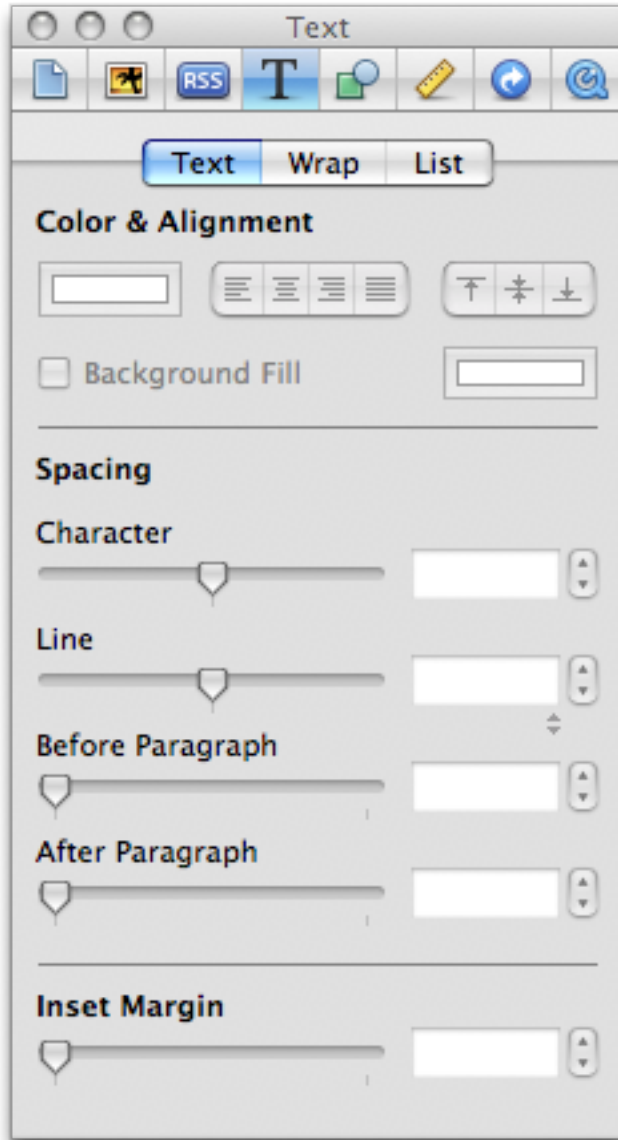 Text
RSS T
Text Wrap List
Color & Alignment
Background Fill
Spacing
Character
Line
Before Paragraph
After Paragraph
Inset Margin